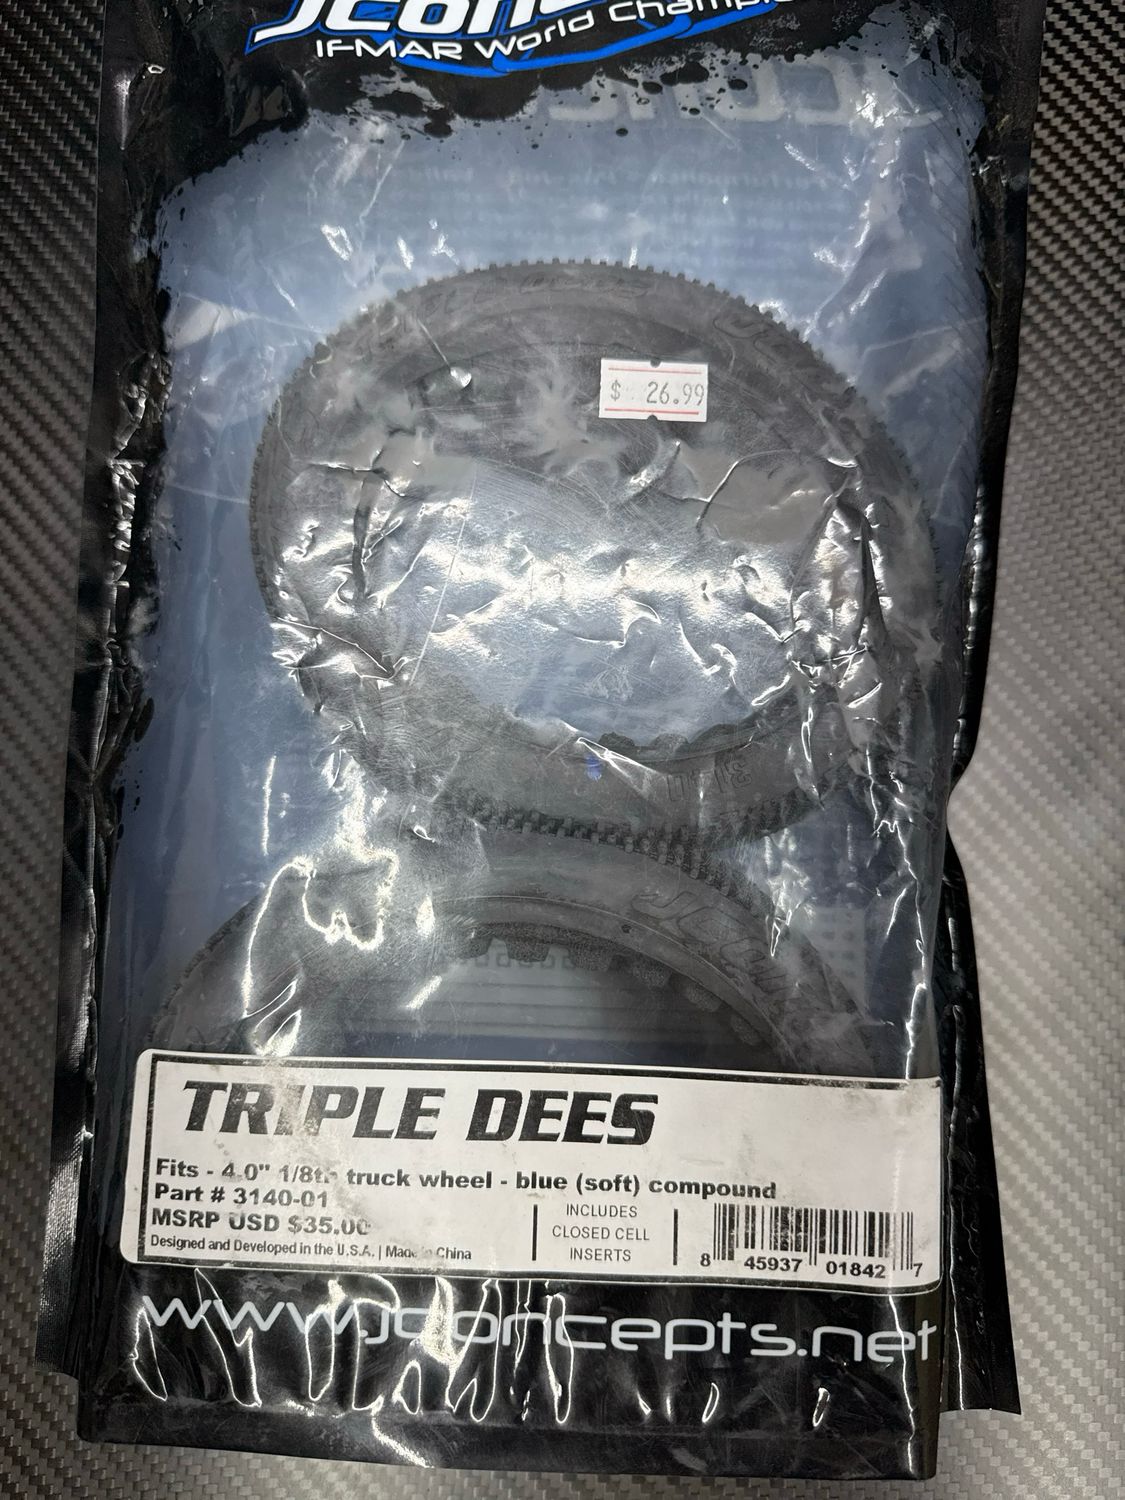 IFMAR World
$ 26.99
TRIPLE DEES
Fits - 4.0" 1/8th truck wheel - blue (soft) compound
Part # 3140-01
MSRP USD $35.00
Designed and Developed in the U.S.A. | Made in China
INCLUDES
CLOSED CELL
INSERTS
8 45937 01842 7
www.jconcepts.net